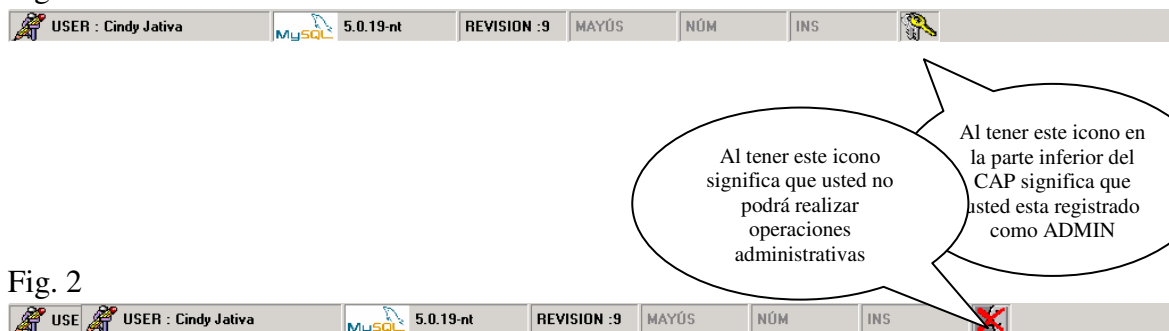 USER : Cindy Jativa MySQL 5.0.19-nt REVISION :9 MAYÚS NÚM INS
Al tener este icono en
la parte inferior del
CAP significa que
usted esta registrado
como ADMIN
Al tener este icono
significa que usted no
podrá realizar
operaciones
administrativas
Fig. 2
USE USER : Cindy Jativa MySQL 5.0.19-nt REVISION :9 MAYÚS NÚM INS